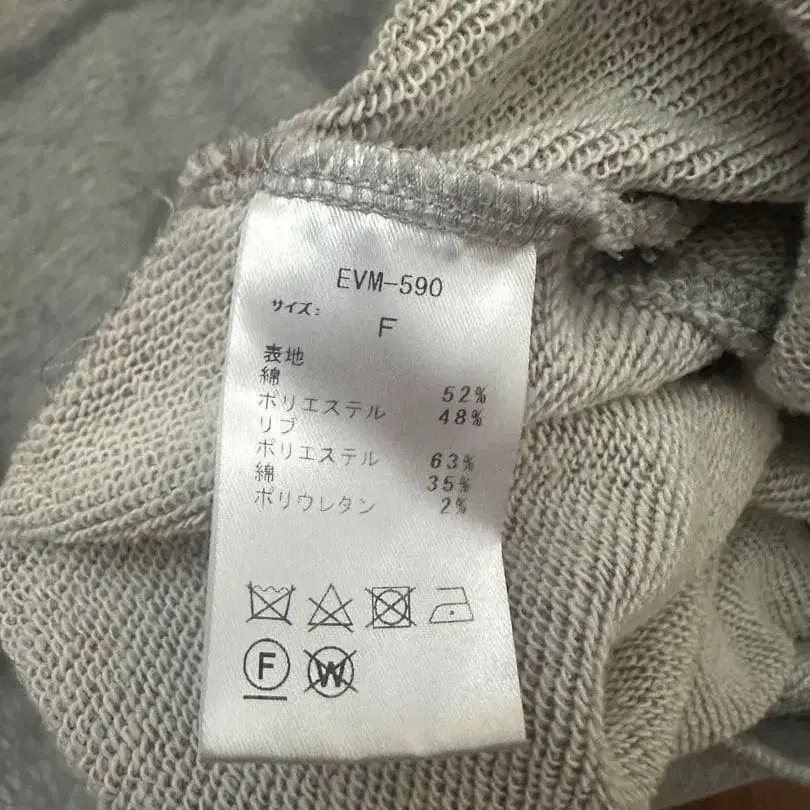 EVM-590
サイズ:
F
表地
綿 52%
ポリエステル 48%
リブ
ポリエステル 63%
綿 35%
ポリウレタン 2%
F W